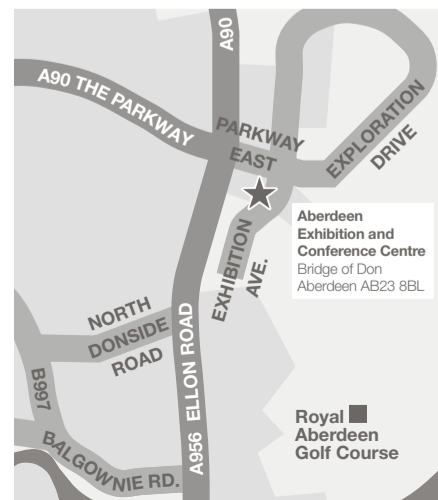 A90
A90 THE PARKWAY
PARKWAY
EAST
EXPLORATION
DRIVE
Aberdeen
Exhibition and
Conference Centre
Bridge of Don
Aberdeen AB23 8BL
EXHIBITION
AVE.
NORTH
DONSIDE
ROAD
A956 ELLON ROAD
B997
BALGOWNIE RD.
Royal
Aberdeen
Golf Course